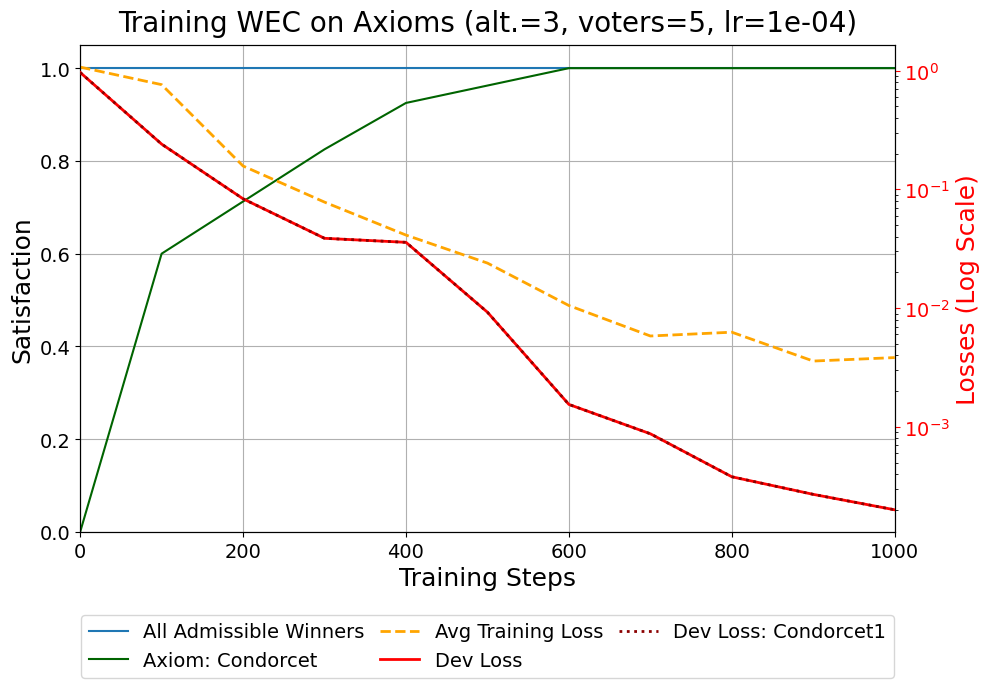 Training WEC on Axioms (alt.=3, voters=5, lr=1e-04)
1.0
0.8
0.6
0.4
0.2
0.0
Satisfaction
10⁰
10⁻¹
10⁻²
10⁻³
Losses (Log Scale)
0 200 400 600 800 1000
Training Steps
All Admissible Winners Avg Training Loss Dev Loss: Condorcet1
Axiom: Condorcet Dev Loss